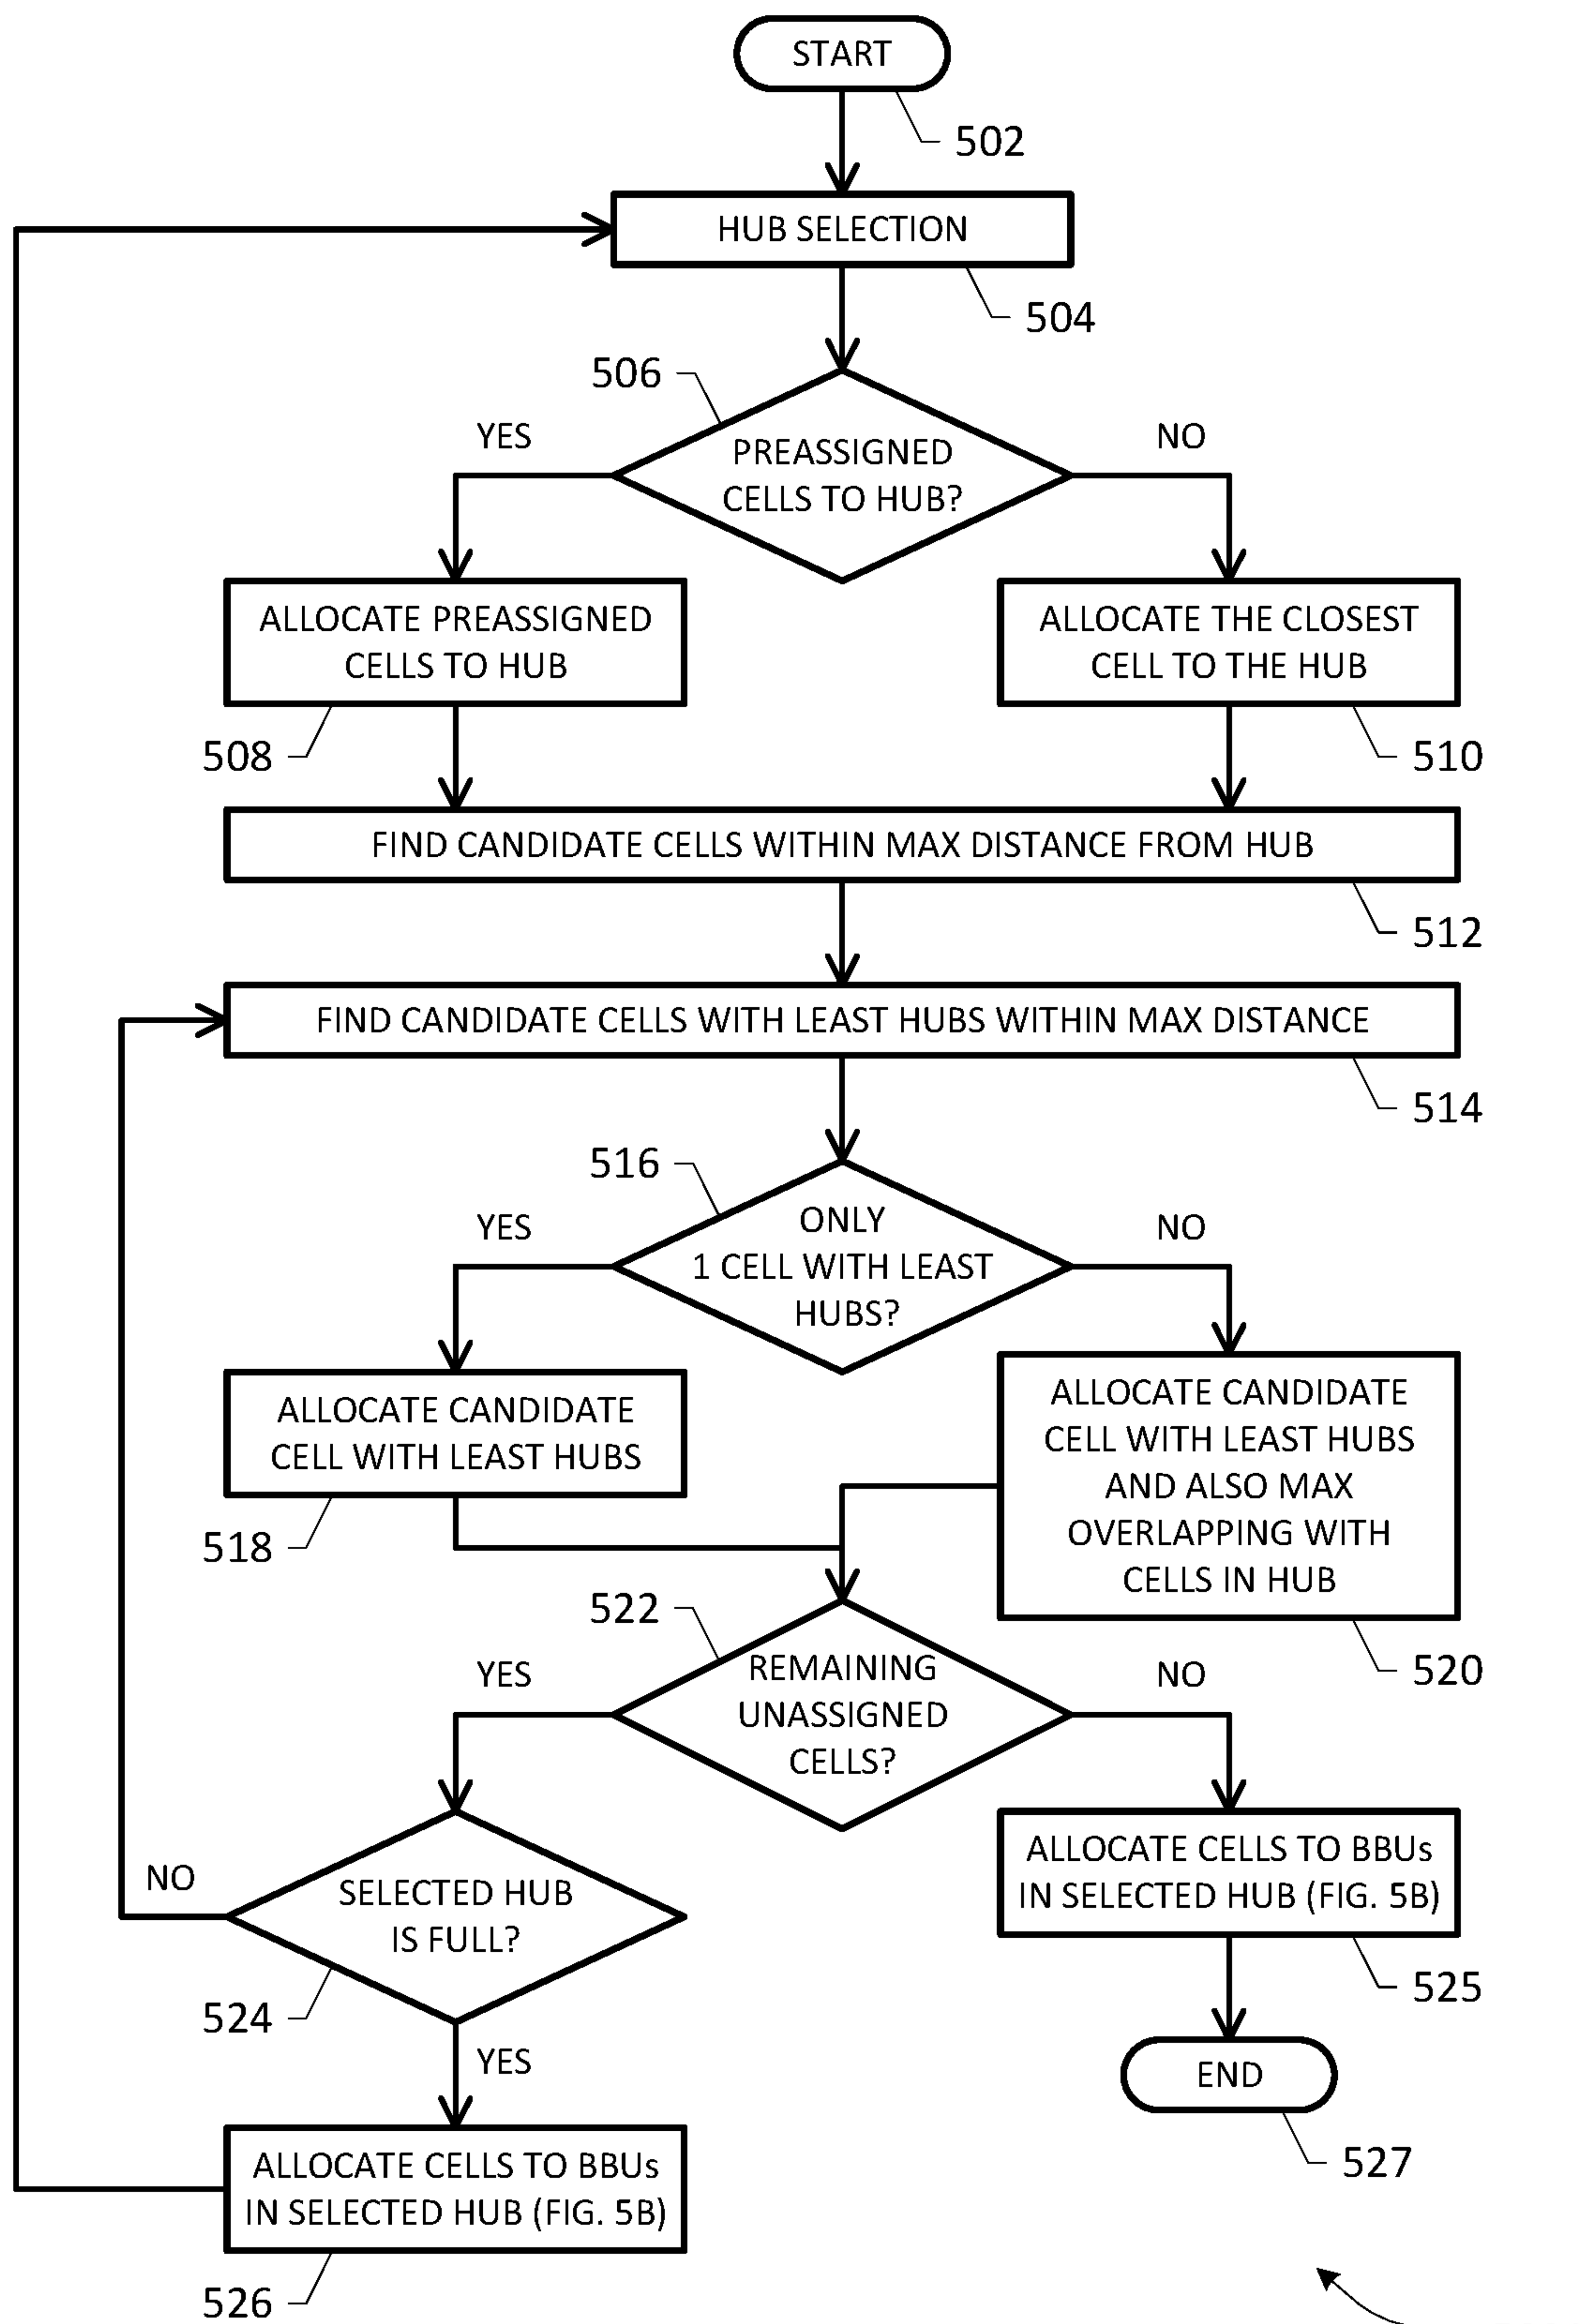 START
502
HUB SELECTION
504
506
YES
NO
PREASSIGNED
CELLS TO HUB?
ALLOCATE PREASSIGNED
CELLS TO HUB
508
ALLOCATE THE CLOSEST
CELL TO THE HUB
510
FIND CANDIDATE CELLS WITHIN MAX DISTANCE FROM HUB
512
FIND CANDIDATE CELLS WITH LEAST HUBS WITHIN MAX DISTANCE
514
516
YES
NO
ONLY
1 CELL WITH LEAST
HUBS?
ALLOCATE CANDIDATE
CELL WITH LEAST HUBS
518
ALLOCATE CANDIDATE
CELL WITH LEAST HUBS
AND ALSO MAX
OVERLAPPING WITH
CELLS IN HUB
520
522
YES
NO
REMAINING
UNASSIGNED
CELLS?
NO
SELECTED HUB
IS FULL?
524
YES
ALLOCATE CELLS TO BBUs
IN SELECTED HUB (FIG. 5B)
525
END
527
ALLOCATE CELLS TO BBUs
IN SELECTED HUB (FIG. 5B)
526